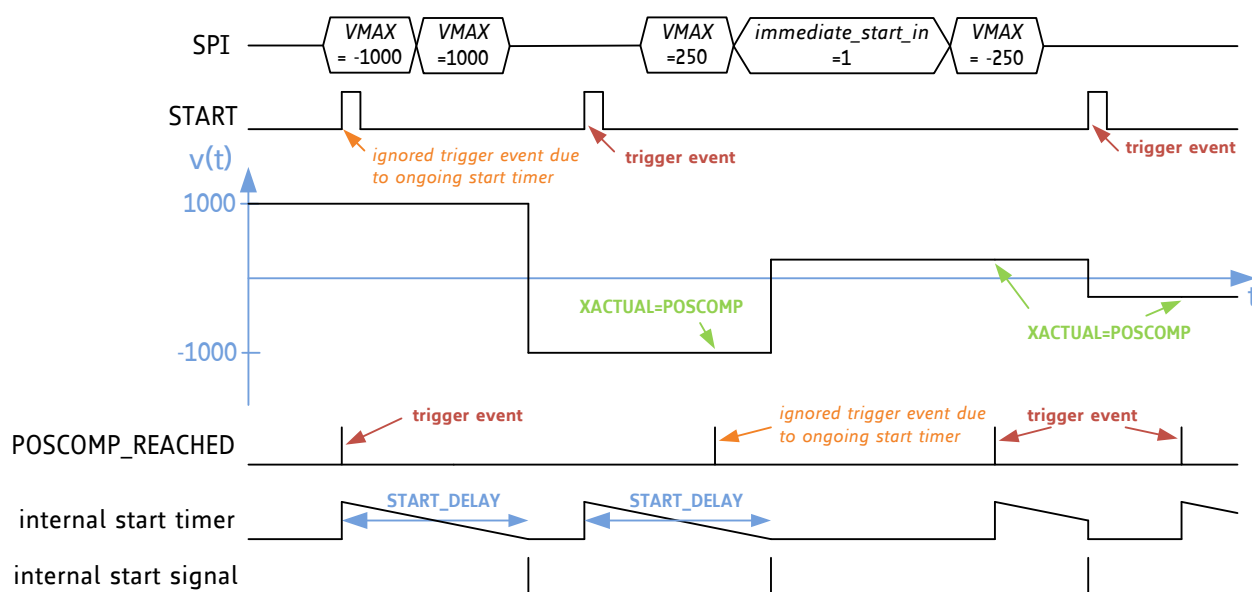 SPI
VMAX
= -1000
VMAX
=1000
VMAX
=250
immediate_start_in
=1
VMAX
= -250
START
ignored trigger event due
to ongoing start timer
trigger event
trigger event
v(t)
1000
XACTUAL=POSCOMP
t
XACTUAL=POSCOMP
-1000
POSCOMP_REACHED
trigger event
ignored trigger event due
to ongoing start timer
trigger event
internal start timer
START_DELAY
START_DELAY
internal start signal